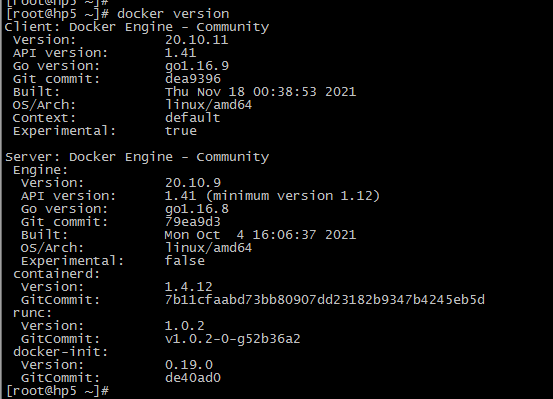 [root@hp5 ~]#
[root@hp5 ~]# docker version
Client: Docker Engine - Community
Version: 20.10.11
API version: 1.41
Go version: go1.16.9
Git commit: dea9396
Built: Thu Nov 18 00:38:53 2021
OS/Arch: linux/amd64
Context: default
Experimental: true
Server: Docker Engine - Community
Engine:
Version: 20.10.9
API version: 1.41 (minimum version 1.12)
Go version: go1.16.8
Git commit: 79ea9d3
Built: Mon Oct 4 16:06:37 2021
OS/Arch: linux/amd64
Experimental: false
containerd:
Version: 1.4.12
GitCommit: 7b11cfaabd73bb80907dd23182b9347b4245eb5d
runc:
Version: 1.0.2
GitCommit: v1.0.2-0-g52b36a2
docker-init:
Version: 0.19.0
GitCommit: de40ad0
[root@hp5 ~]#